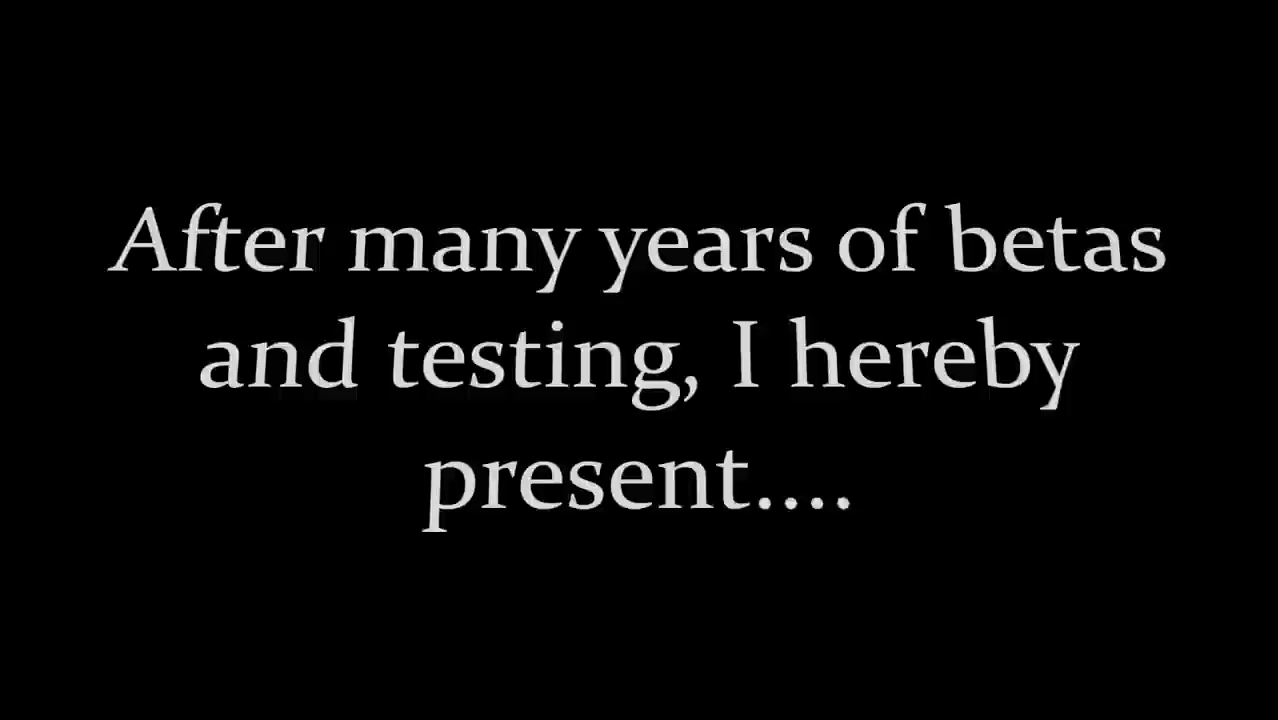 After many years of betas
and testing, I hereby
present....